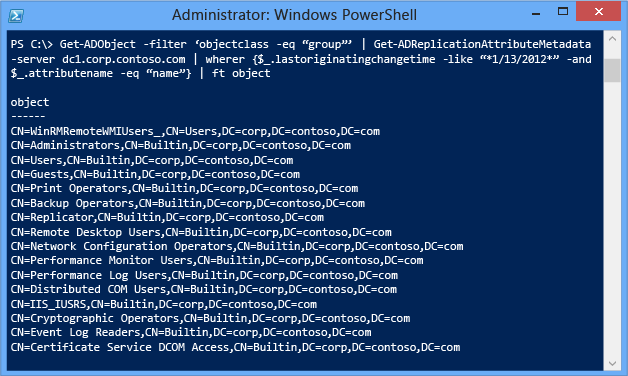 Administrator: Windows PowerShell
PS C:\> Get-ADObject -filter ‘objectclass -eq “group”’ | Get-ADReplicationAttributeMetadata
-server dc1.corp.contoso.com | wherer {$_.lastoriginatingchangetime -like “*1/13/2012*” -and
$_.attributename -eq “name”} | ft object
object
------
CN=WinRMRemoteWMIUsers_,CN=Users,DC=corp,DC=contoso,DC=com
CN=Administrators,CN=Builtin,DC=corp,DC=contoso,DC=com
CN=Users,CN=Builtin,DC=corp,DC=contoso,DC=com
CN=Guests,CN=Builtin,DC=corp,DC=contoso,DC=com
CN=Print Operators,CN=Builtin,DC=corp,DC=contoso,DC=com
CN=Backup Operators,CN=Builtin,DC=corp,DC=contoso,DC=com
CN=Replicator,CN=Builtin,DC=corp,DC=contoso,DC=com
CN=Remote Desktop Users,CN=Builtin,DC=corp,DC=contoso,DC=com
CN=Network Configuration Operators,CN=Builtin,DC=corp,DC=contoso,DC=com
CN=Performance Monitor Users,CN=Builtin,DC=corp,DC=contoso,DC=com
CN=Performance Log Users,CN=Builtin,DC=corp,DC=contoso,DC=com
CN=Distributed COM Users,CN=Builtin,DC=corp,DC=contoso,DC=com
CN=IIS_IUSRS,CN=Builtin,DC=corp,DC=contoso,DC=com
CN=Cryptographic Operators,CN=Builtin,DC=corp,DC=contoso,DC=com
CN=Event Log Readers,CN=Builtin,DC=corp,DC=contoso,DC=com
CN=Certificate Service DCOM Access,CN=Builtin,DC=corp,DC=contoso,DC=com